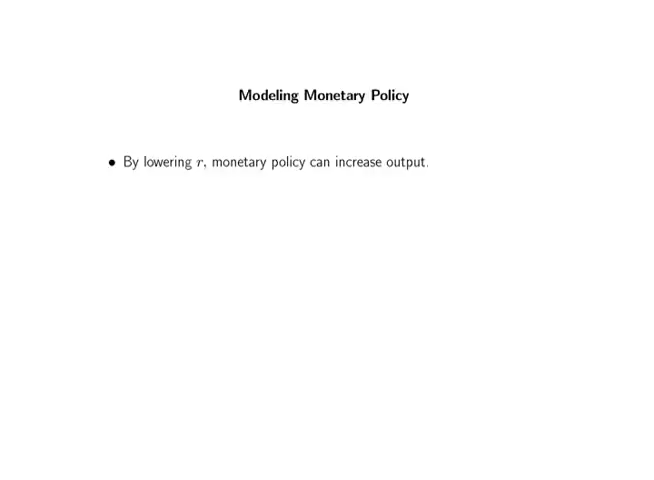 Modeling Monetary Policy
• By lowering r, monetary policy can increase output.